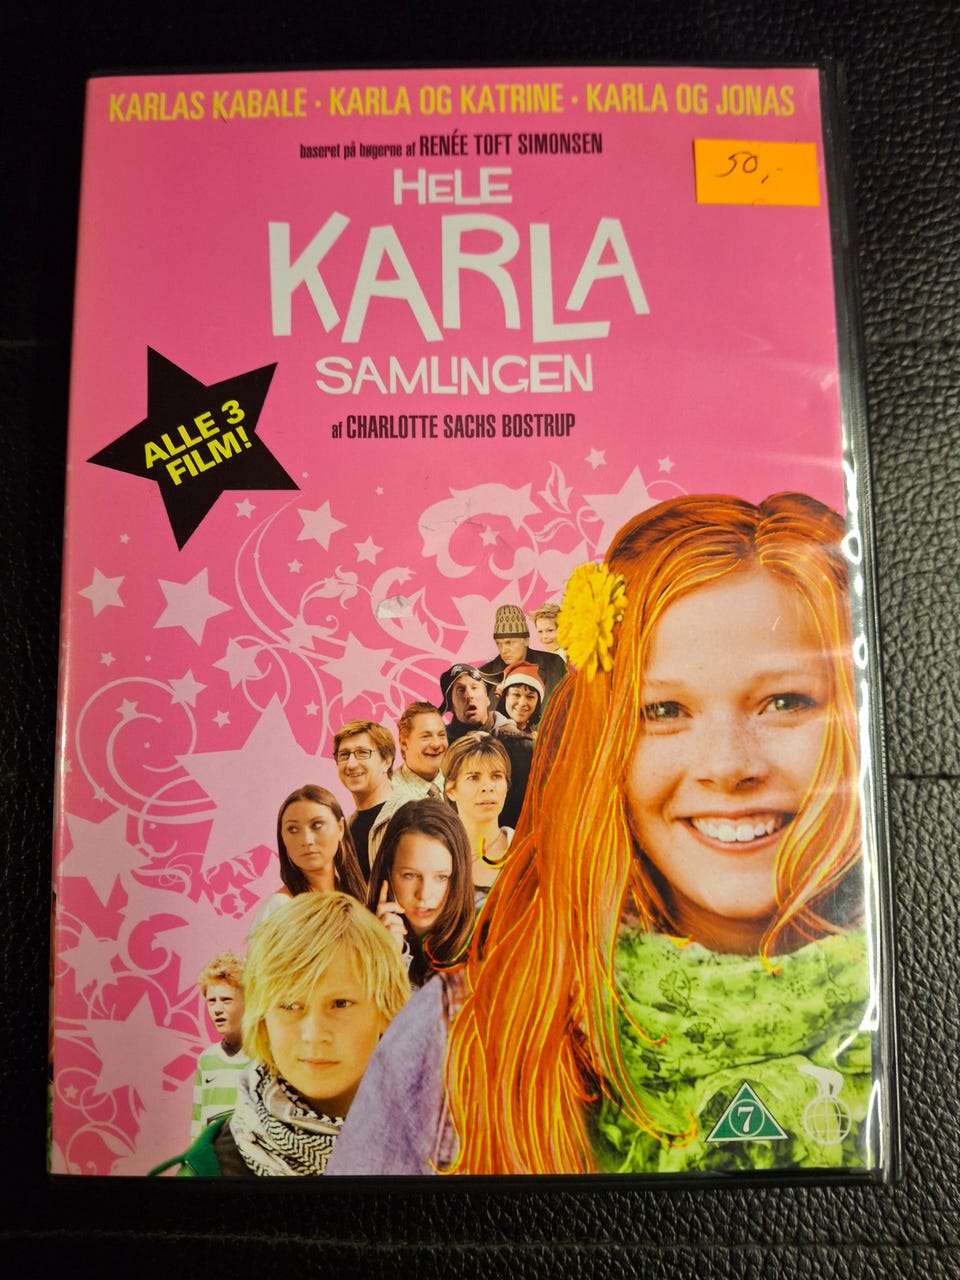 KARLAS KABALE · KARLA OG KATRINE · KARLA OG JONAS
baseret på bøgerne af RENÉE TOFT SIMONSEN
50,-
HELE
KARLA
SAMLINGEN
af CHARLOTTE SACHS BOSTRUP
ALLE 3
FILM!
7